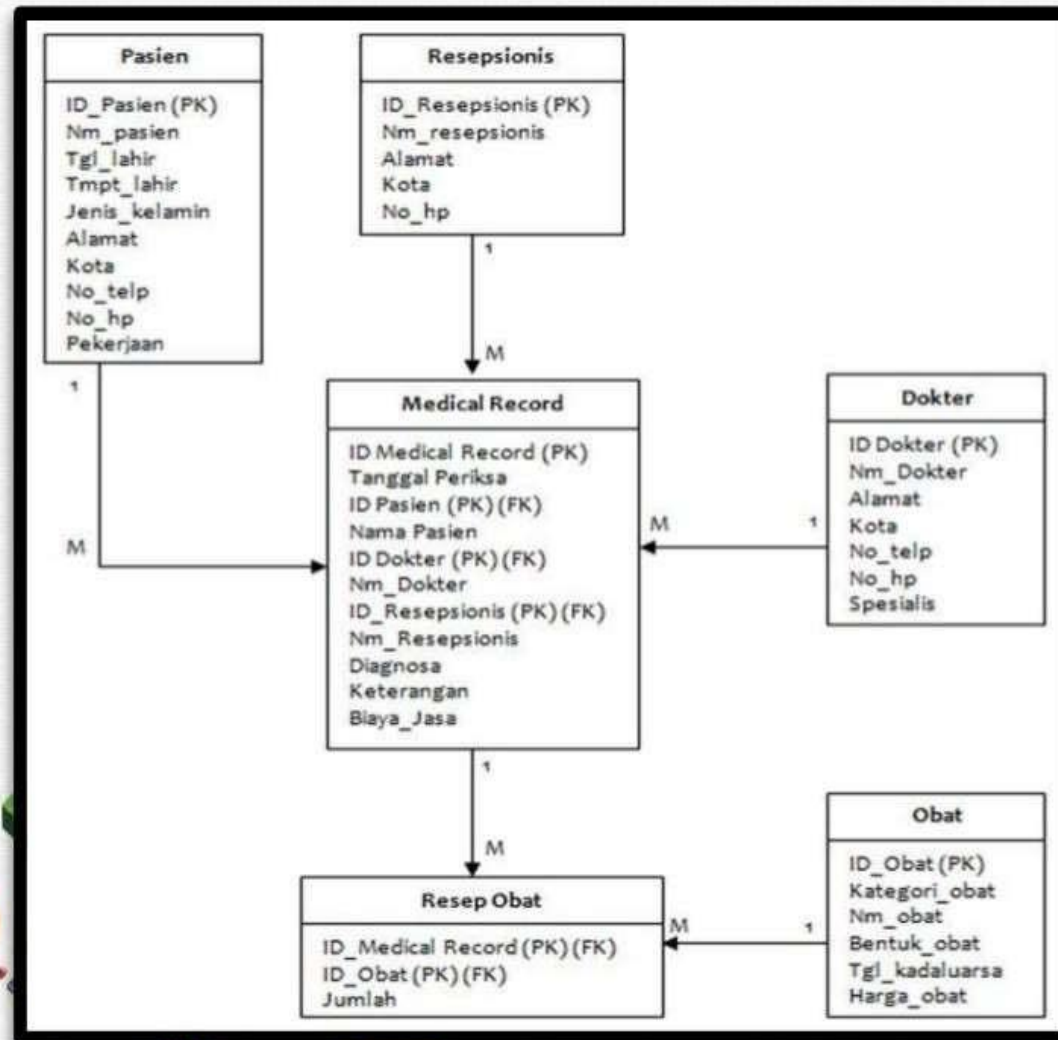 Pasien
ID_Pasien (PK)
Nm_pasien
Tgl_lahir
Tmpt_lahir
Jenis_kelamin
Alamat
Kota
No_telp
No_hp
Pekerjaan
1
M
Resepsionis
ID_Resepsionis (PK)
Nm_resepsionis
Alamat
Kota
No_hp
1
M
Medical Record
ID Medical Record (PK)
Tanggal Periksa
ID Pasien (PK) (FK)
Nama Pasien
ID Dokter (PK) (FK)
Nm_Dokter
ID_Resepsionis (PK) (FK)
Nm_Resepsionis
Diagnosa
Keterangan
Biaya_Jasa
M
1
Dokter
ID Dokter (PK)
Nm_Dokter
Alamat
Kota
No_telp
No_hp
Spesialis
1
M
Resep Obat
ID_Medical Record (PK) (FK)
ID_Obat (PK) (FK)
Jumlah
M
1
Obat
ID_Obat (PK)
Kategori_obat
Nm_obat
Bentuk_obat
Tgl_kadaluarsa
Harga_obat